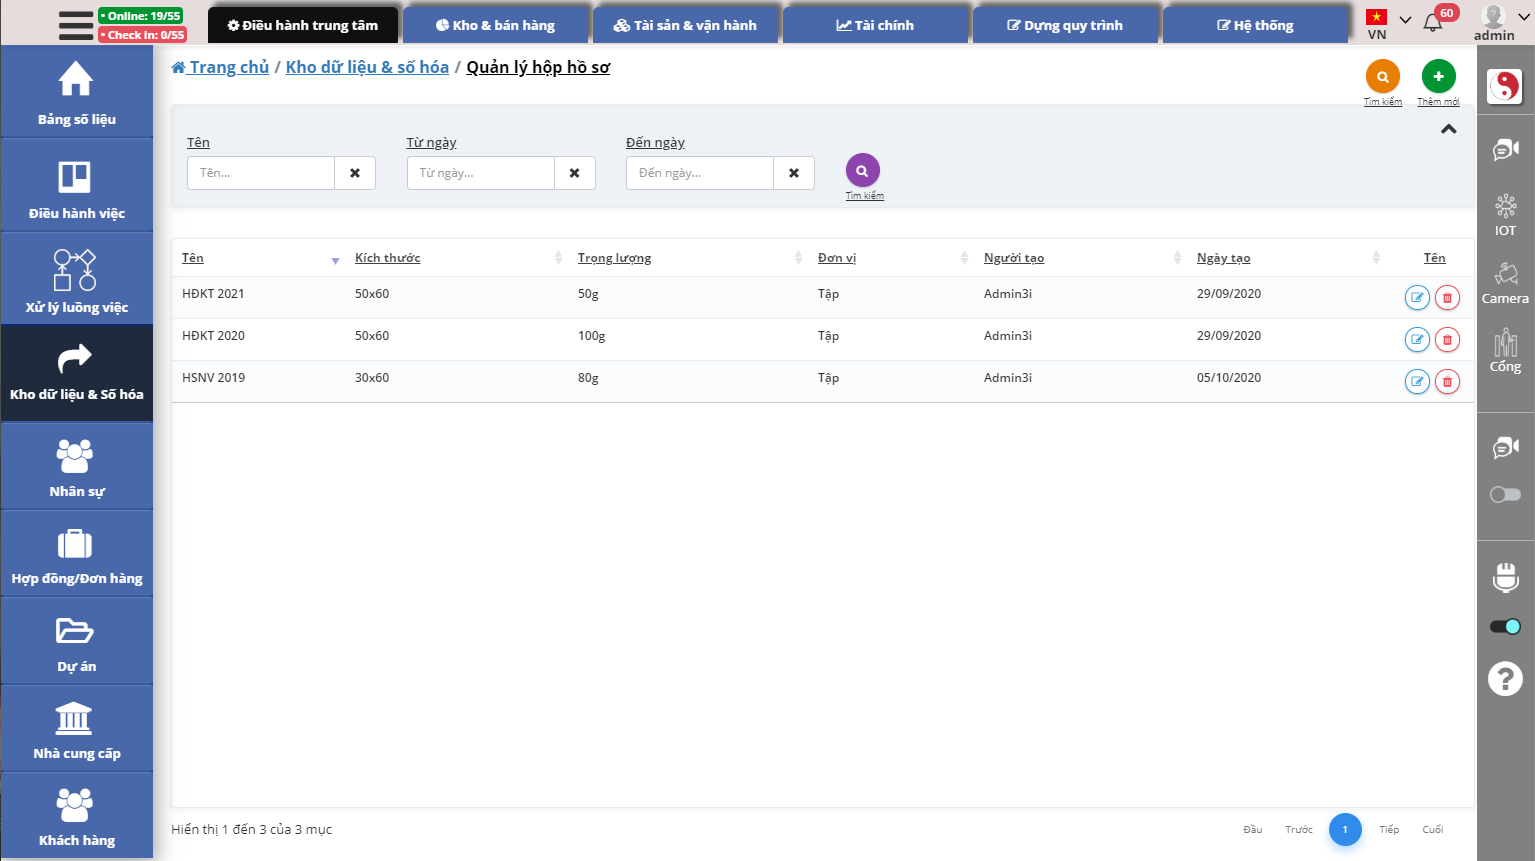 • Online: 19/55
• Check in: 0/55
Điều hành trung tâm
Kho & bán hàng
Tài sản & vận hành
Tài chính
Dựng quy trình
Hệ thống
VN
60
admin
Bảng số liệu
Điều hành việc
Xử lý luồng việc
Kho dữ liệu & Số hóa
Nhân sự
Hợp đồng/Đơn hàng
Dự án
Nhà cung cấp
Khách hàng
Trang chủ / Kho dữ liệu & số hóa / Quản lý hộp hồ sơ
Tìm kiếm
Thêm mới
Tên
Từ ngày
Đến ngày
Tên...
Từ ngày...
Đến ngày...
Tìm kiếm
Tên Kích thước Trọng lượng Đơn vị Người tạo Ngày tạo Tên
HĐKT 2021 50x60 50g Tập Admin3i 29/09/2020
HĐKT 2020 50x60 100g Tập Admin3i 29/09/2020
HSNV 2019 30x60 80g Tập Admin3i 05/10/2020
Hiển thị 1 đến 3 của 3 mục
Đầu Trước 1 Tiếp Cuối
IOT
Camera
Cổng